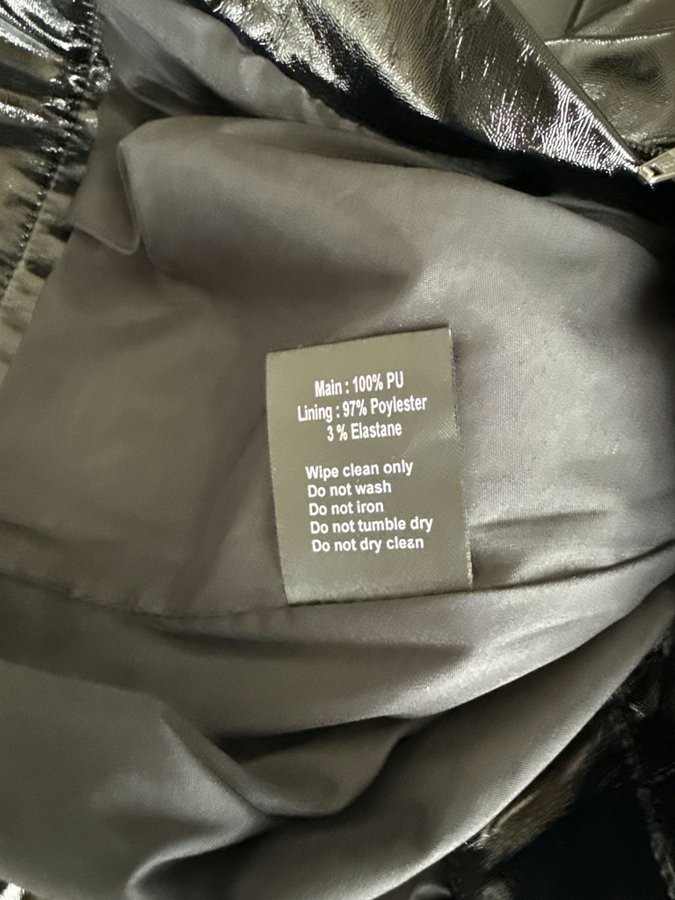 Main : 100% PU
Lining : 97% Poylester
3 % Elastane
Wipe clean only
Do not wash
Do not iron
Do not tumble dry
Do not dry clean